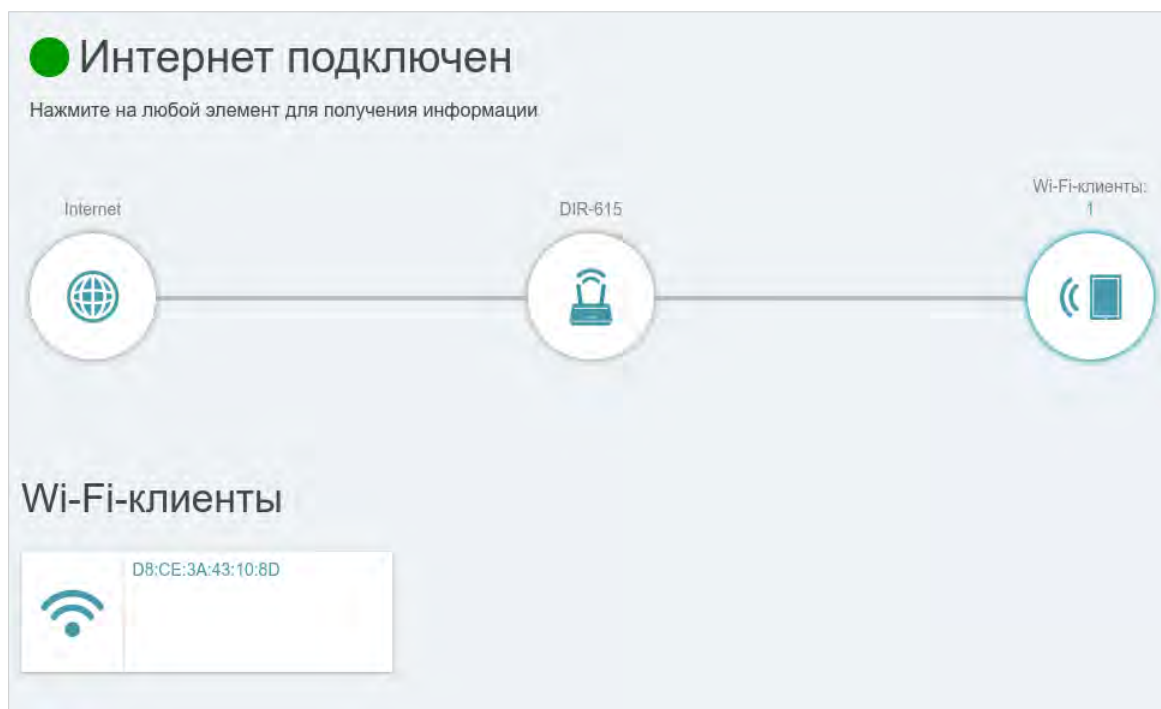 Интернет подключен
Нажмите на любой элемент для получения информации
Internet
DIR-615
Wi-Fi-клиенты:
1
Wi-Fi-клиенты
D8:CE:3A:43:10:8D